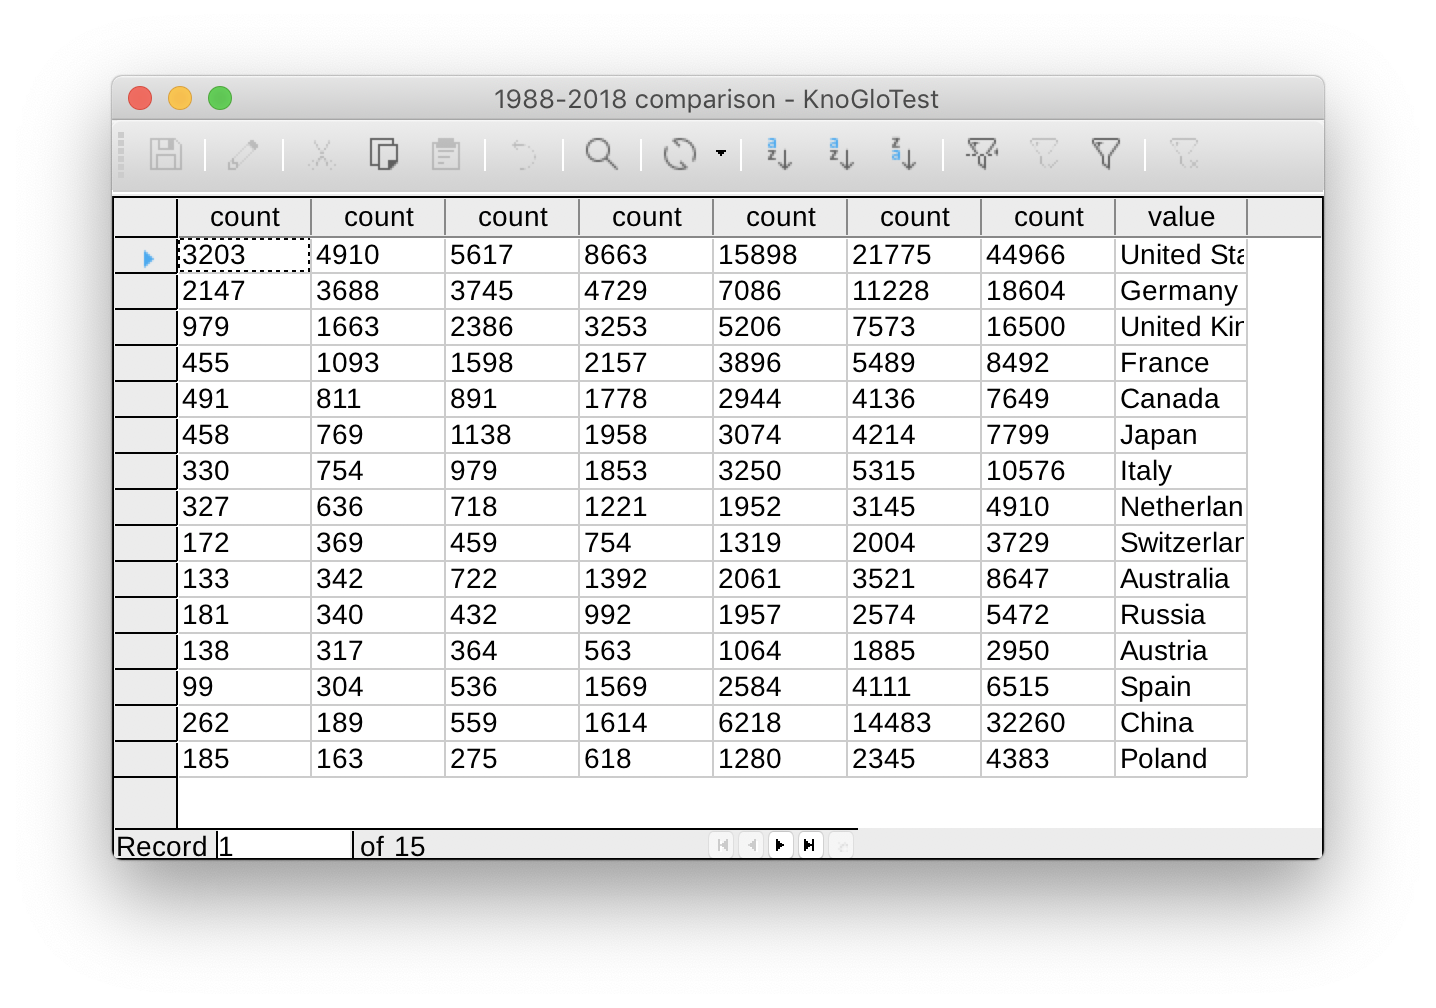 1988-2018 comparison - KnoGloTest
count count count count count count count value
3203 4910 5617 8663 15898 21775 44966 United Sta
2147 3688 3745 4729 7086 11228 18604 Germany
979 1663 2386 3253 5206 7573 16500 United Kin
455 1093 1598 2157 3896 5489 8492 France
491 811 891 1778 2944 4136 7649 Canada
458 769 1138 1958 3074 4214 7799 Japan
330 754 979 1853 3250 5315 10576 Italy
327 636 718 1221 1952 3145 4910 Netherlan
172 369 459 754 1319 2004 3729 Switzerlan
133 342 722 1392 2061 3521 8647 Australia
181 340 432 992 1957 2574 5472 Russia
138 317 364 563 1064 1885 2950 Austria
99 304 536 1569 2584 4111 6515 Spain
262 189 559 1614 6218 14483 32260 China
185 163 275 618 1280 2345 4383 Poland
Record 1 of 15